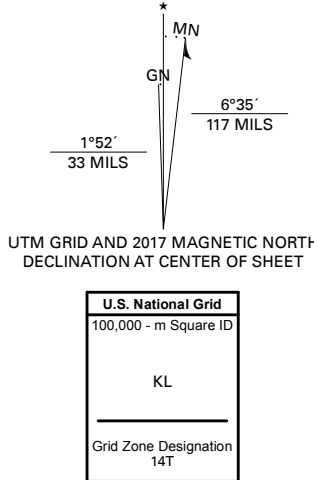 MN
GN
6°35´
117 MILS
1°52´
33 MILS
UTM GRID AND 2017 MAGNETIC NORTH
DECLINATION AT CENTER OF SHEET
U.S. National Grid
100,000 - m Square ID
KL
Grid Zone Designation
14T